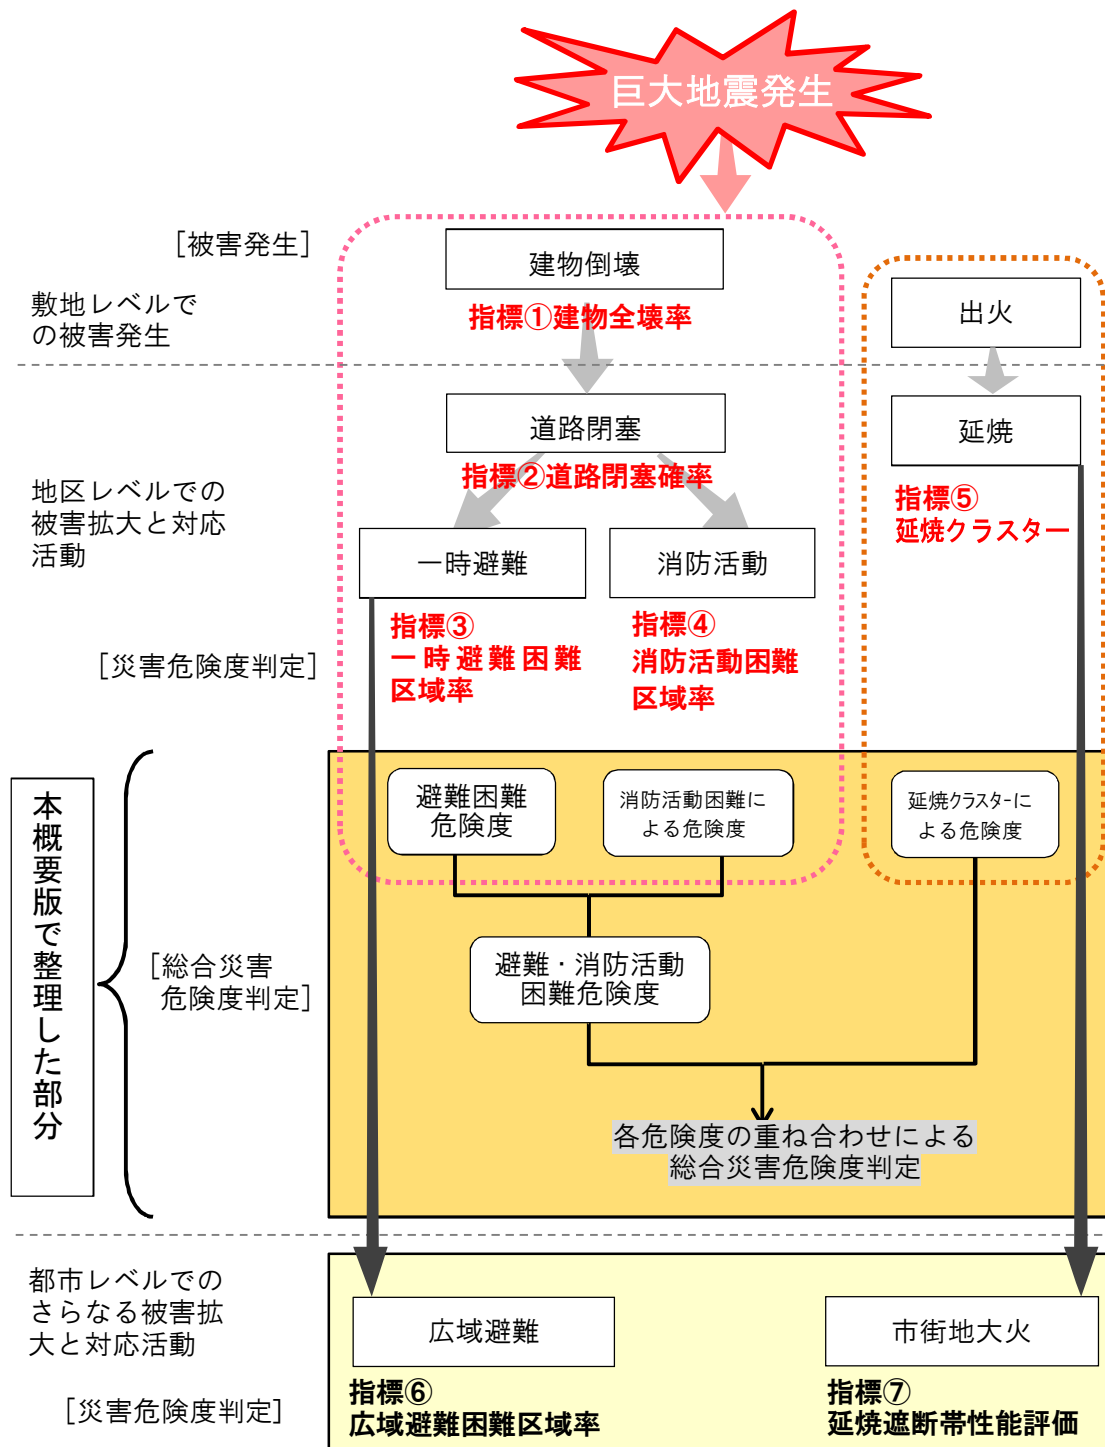 巨大地震発生
［被害発生］
建物倒壊
敷地レベルで
の被害発生
指標①建物全壊率
出火
道路閉塞
延焼
指標②道路閉塞確率
地区レベルでの
被害拡大と対応
活動
指標⑤
延焼クラスター
一時避難
消防活動
指標③
一時避難困難
区域率
指標④
消防活動困難
区域率
［災害危険度判定］
本概要版で整理した部分
避難困難
危険度
消防活動困難に
よる危険度
延焼クラスターに
よる危険度
［総合災害
危険度判定］
避難・消防活動
困難危険度
各危険度の重ね合わせによる
総合災害危険度判定
都市レベルでの
さらなる被害拡
大と対応活動
広域避難
市街地大火
［災害危険度判定］
指標⑥
広域避難困難区域率
指標⑦
延焼遮断帯性能評価